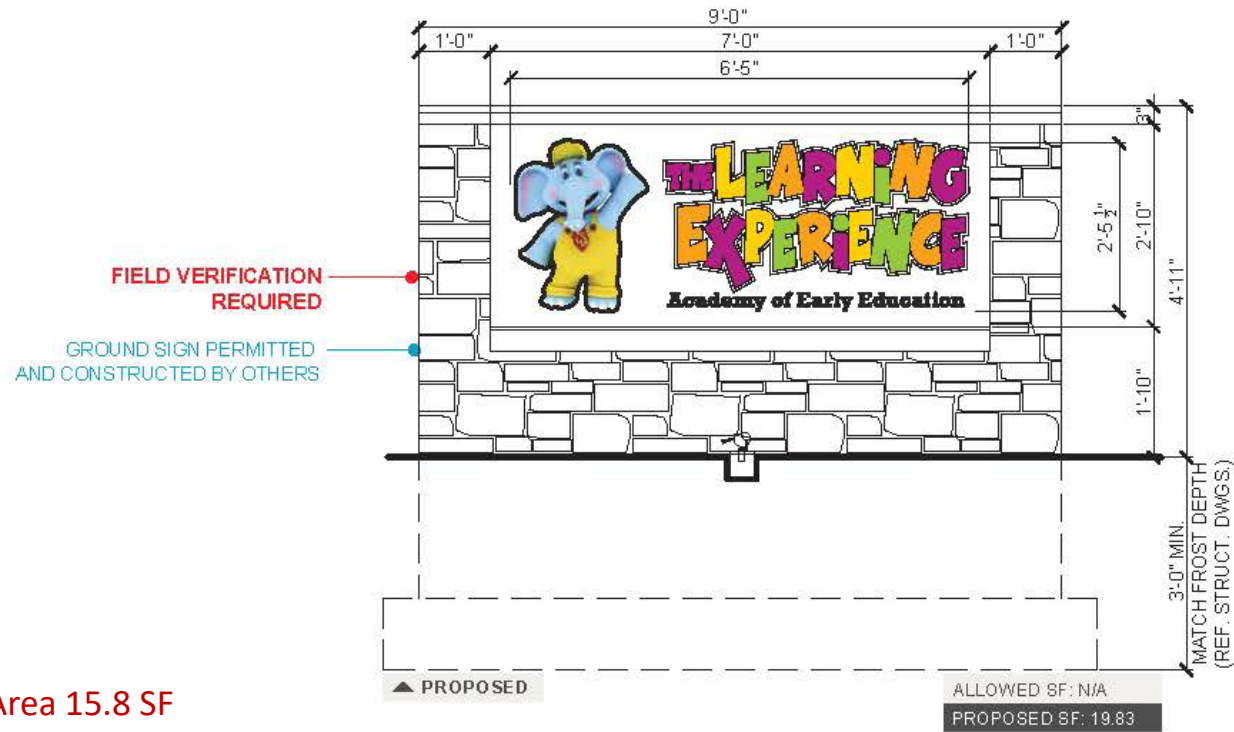 9'-0"
1'-0" 7'-0" 1'-0"
6'-5"
3"
THE LEARNING
EXPERIENCE
Academy of Early Education
2'-5½"
2'-10"
4'-11"
1'-10"
FIELD VERIFICATION
REQUIRED
GROUND SIGN PERMITTED
AND CONSTRUCTED BY OTHERS
3'-0" MIN.
MATCH FROST DEPTH
(REF. STRUCT. DWGS.)
▲ PROPOSED
Area 15.8 SF
ALLOWED SF: N/A
PROPOSED SF: 19.83